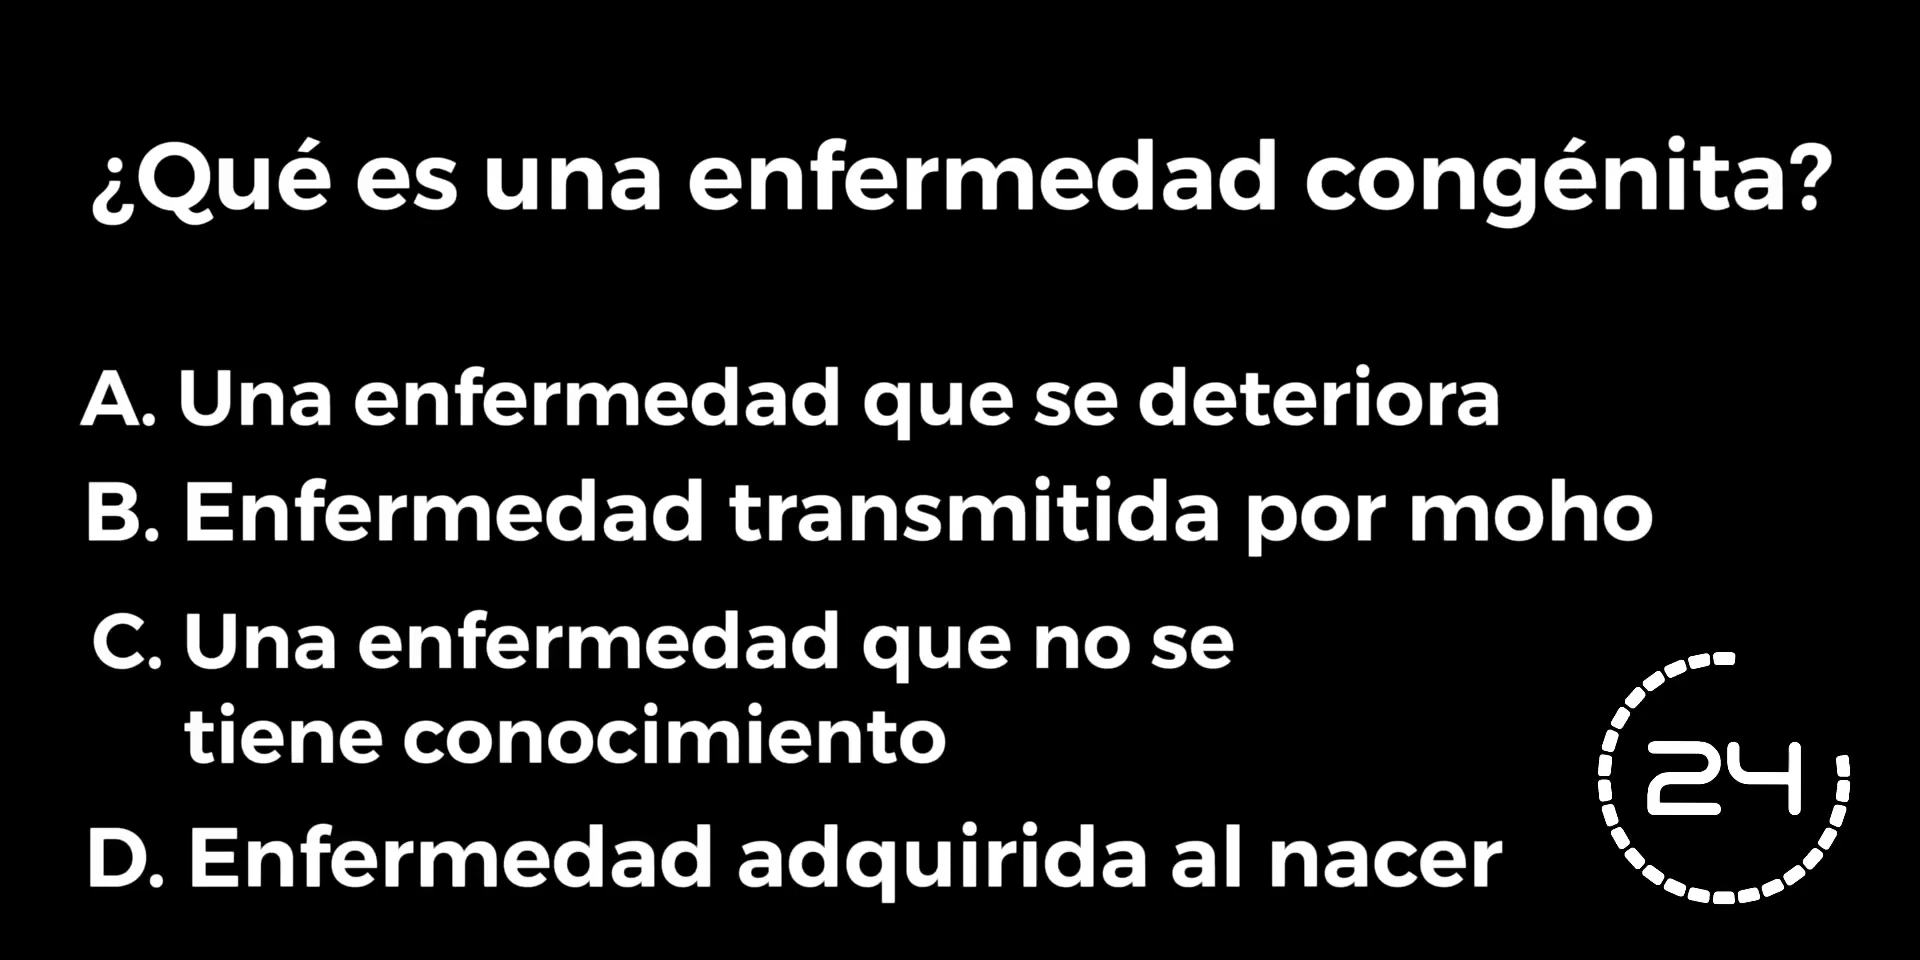 ¿Qué es una enfermedad congénita?
A. Una enfermedad que se deteriora
B. Enfermedad transmitida por moho
C. Una enfermedad que no se
tiene conocimiento
24
D. Enfermedad adquirida al nacer